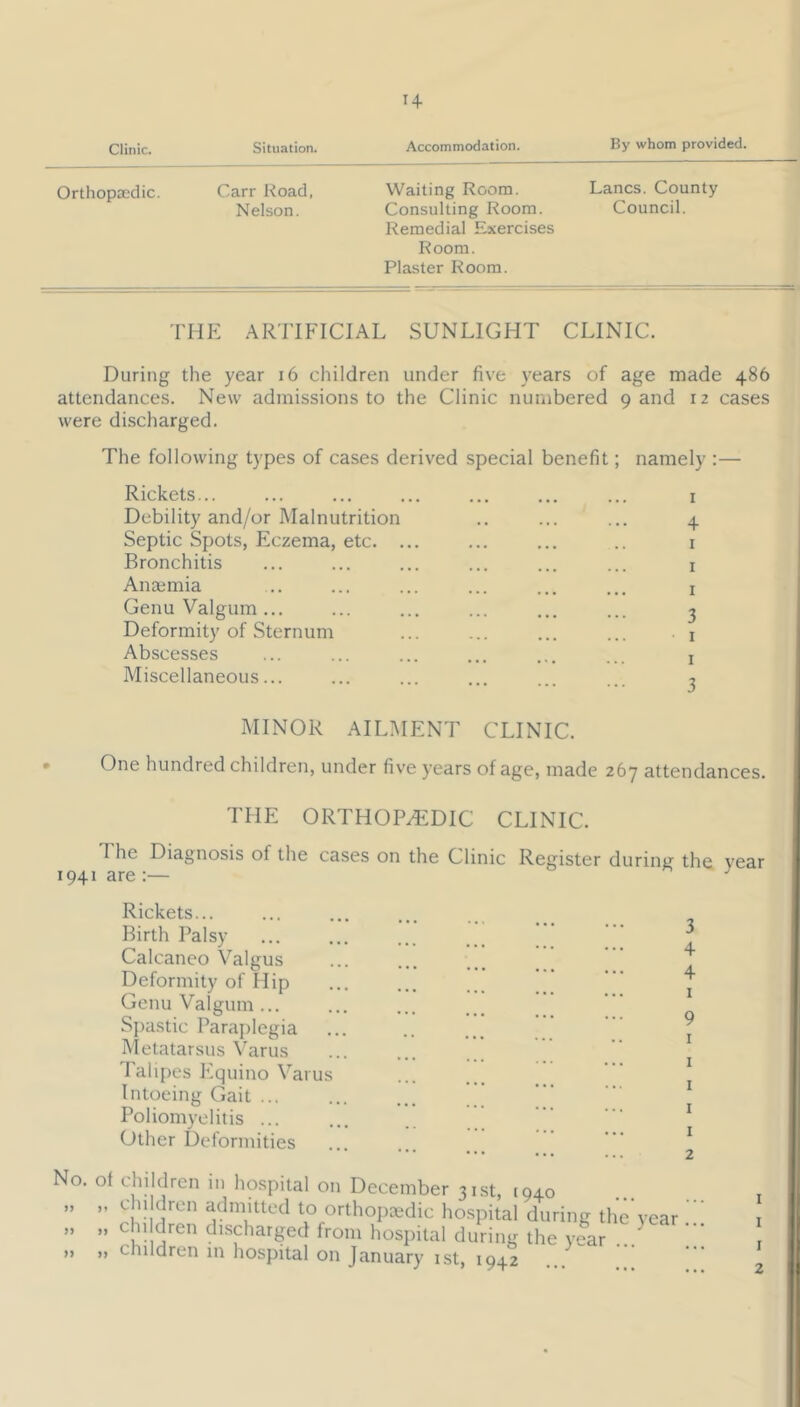 14
Clinic. Situation. Accommodation. By whom provided.
Orthopædic. Carr Road, Waiting Room. Lancs. County
Nelson. Consulting Room. Council.
Remedial Exercises
Room.
Plaster Room.
THE ARTIFICIAL SUNLIGHT CLINIC.
During the year 16 children under five years of age made 486
attendances. New admissions to the Clinic numbered 9 and 12 cases
were discharged.
The following types of cases derived special benefit; namely :—
Rickets... ... ... ... ... ... ... 1
Debility and/or Malnutrition .. ... ... 4
Septic Spots, Eczema, etc. ... ... ... .. 1
Bronchitis ... ... ... ... ... ... 1
Anæmia .. ... ... ... ... ... 1
Genu Valgum ... ... ... ... ... ... 3
Deformity of Sternum ... ... ... ... 1
Abscesses ... ... ... ... ... ... 1
Miscellaneous... ... ... ... ... ... 3
MINOR AILMENT CLINIC.
One hundred children, under five years of age, made 267 attendances.
THE ORTHOPÆDIC CLINIC.
The Diagnosis of the cases on the Clinic Register during the year
1941 are :—
Rickets... ... ... ... ... ... ... 3
Birth Palsy ... ... ... ... ... ... 4
Calcaneo Valgus ... ... ... ... ... 4
Deformity of Hip ... ... ... ... ... 1
Genu Valgum ... ... ... ... ... ... 9
Spastic Paraplegia ... .. ... ... .. 1
Metatarsus Varus ... ... ... ... ... 1
Talipes Equino Varus ... ... ... ... 1
Intoeing Gait ... ... ... ... ... ... 1
Poliomyelitis ... ... ... ... ... ... 1
Other Deformities ... ... ... ... ... 2
No. of children in hospital on December 31st, 1940 ... ... 1
„ „ children admitted to orthopædic hospital during the year ... 1
„ „ children discharged from hospital during the year ... ... 1
„ „ children in hospital on January 1st, 1942 ... ... ... 2